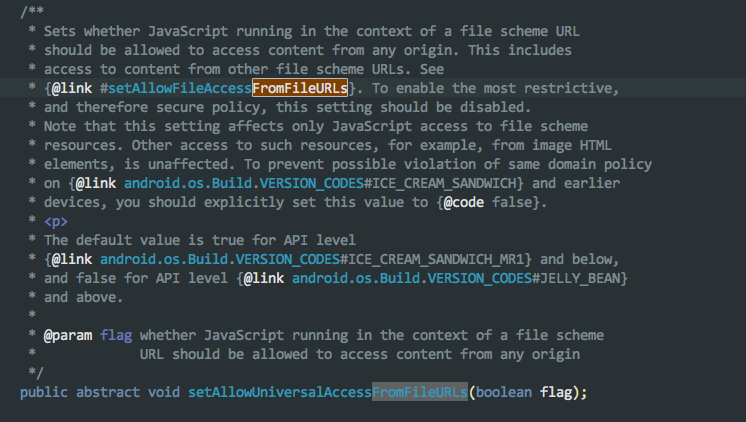 /**
* Sets whether JavaScript running in the context of a file scheme URL
* should be allowed to access content from any origin. This includes
* access to content from other file scheme URLs. See
* {@link #setAllowFileAccessFromFileURLs}. To enable the most restrictive,
* and therefore secure policy, this setting should be disabled.
* Note that this setting affects only JavaScript access to file scheme
* resources. Other access to such resources, for example, from image HTML
* elements, is unaffected. To prevent possible violation of same domain policy
* on {@link android.os.Build.VERSION_CODES#ICE_CREAM_SANDWICH} and earlier
* devices, you should explicitly set this value to {@code false}.
* <p>
* The default value is true for API level
* {@link android.os.Build.VERSION_CODES#ICE_CREAM_SANDWICH_MR1} and below,
* and false for API level {@link android.os.Build.VERSION_CODES#JELLY_BEAN}
* and above.
*
* @param flag whether JavaScript running in the context of a file scheme
* URL should be allowed to access content from any origin
*/
public abstract void setAllowUniversalAccessFromFileURLs(boolean flag);